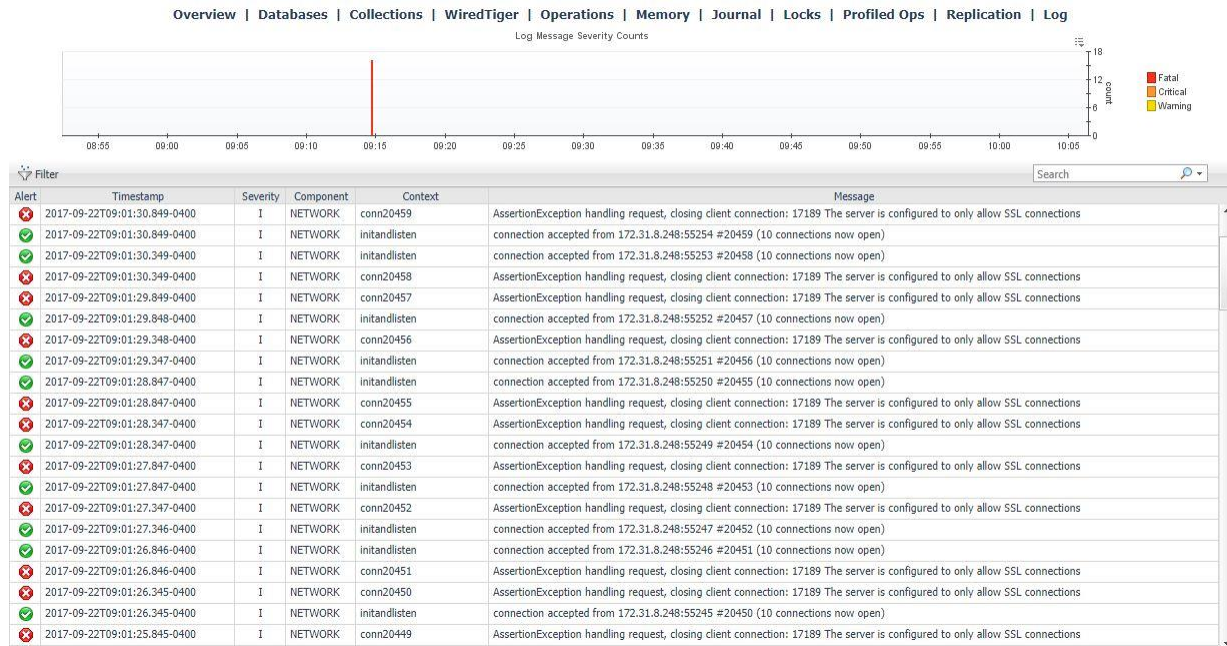 Overview | Databases | Collections | WiredTiger | Operations | Memory | Journal | Locks | Profiled Ops | Replication | Log
Log Message Severity Counts
18
12
6
0
count
Fatal
Critical
Warning
08:55 09:00 09:05 09:10 09:15 09:20 09:25 09:30 09:35 09:40 09:45 09:50 09:55 10:00 10:05
Filter Search
Alert Timestamp Severity Component Context Message
2017-09-22T09:01:30.849-0400 I NETWORK conn20459 AssertionException handling request, closing client connection: 17189 The server is configured to only allow SSL connections
2017-09-22T09:01:30.849-0400 I NETWORK initandlisten connection accepted from 172.31.8.248:55254 #20459 (10 connections now open)
2017-09-22T09:01:30.349-0400 I NETWORK initandlisten connection accepted from 172.31.8.248:55253 #20458 (10 connections now open)
2017-09-22T09:01:30.349-0400 I NETWORK conn20458 AssertionException handling request, closing client connection: 17189 The server is configured to only allow SSL connections
2017-09-22T09:01:29.849-0400 I NETWORK conn20457 AssertionException handling request, closing client connection: 17189 The server is configured to only allow SSL connections
2017-09-22T09:01:29.848-0400 I NETWORK initandlisten connection accepted from 172.31.8.248:55252 #20457 (10 connections now open)
2017-09-22T09:01:29.348-0400 I NETWORK conn20456 AssertionException handling request, closing client connection: 17189 The server is configured to only allow SSL connections
2017-09-22T09:01:29.347-0400 I NETWORK initandlisten connection accepted from 172.31.8.248:55251 #20456 (10 connections now open)
2017-09-22T09:01:28.847-0400 I NETWORK initandlisten connection accepted from 172.31.8.248:55250 #20455 (10 connections now open)
2017-09-22T09:01:28.847-0400 I NETWORK conn20455 AssertionException handling request, closing client connection: 17189 The server is configured to only allow SSL connections
2017-09-22T09:01:28.347-0400 I NETWORK conn20454 AssertionException handling request, closing client connection: 17189 The server is configured to only allow SSL connections
2017-09-22T09:01:28.347-0400 I NETWORK initandlisten connection accepted from 172.31.8.248:55249 #20454 (10 connections now open)
2017-09-22T09:01:27.847-0400 I NETWORK conn20453 AssertionException handling request, closing client connection: 17189 The server is configured to only allow SSL connections
2017-09-22T09:01:27.847-0400 I NETWORK initandlisten connection accepted from 172.31.8.248:55248 #20453 (10 connections now open)
2017-09-22T09:01:27.347-0400 I NETWORK conn20452 AssertionException handling request, closing client connection: 17189 The server is configured to only allow SSL connections
2017-09-22T09:01:27.346-0400 I NETWORK initandlisten connection accepted from 172.31.8.248:55247 #20452 (10 connections now open)
2017-09-22T09:01:26.846-0400 I NETWORK initandlisten connection accepted from 172.31.8.248:55246 #20451 (10 connections now open)
2017-09-22T09:01:26.846-0400 I NETWORK conn20451 AssertionException handling request, closing client connection: 17189 The server is configured to only allow SSL connections
2017-09-22T09:01:26.345-0400 I NETWORK conn20450 AssertionException handling request, closing client connection: 17189 The server is configured to only allow SSL connections
2017-09-22T09:01:26.345-0400 I NETWORK initandlisten connection accepted from 172.31.8.248:55245 #20450 (10 connections now open)
2017-09-22T09:01:25.845-0400 I NETWORK conn20449 AssertionException handling request, closing client connection: 17189 The server is configured to only allow SSL connections